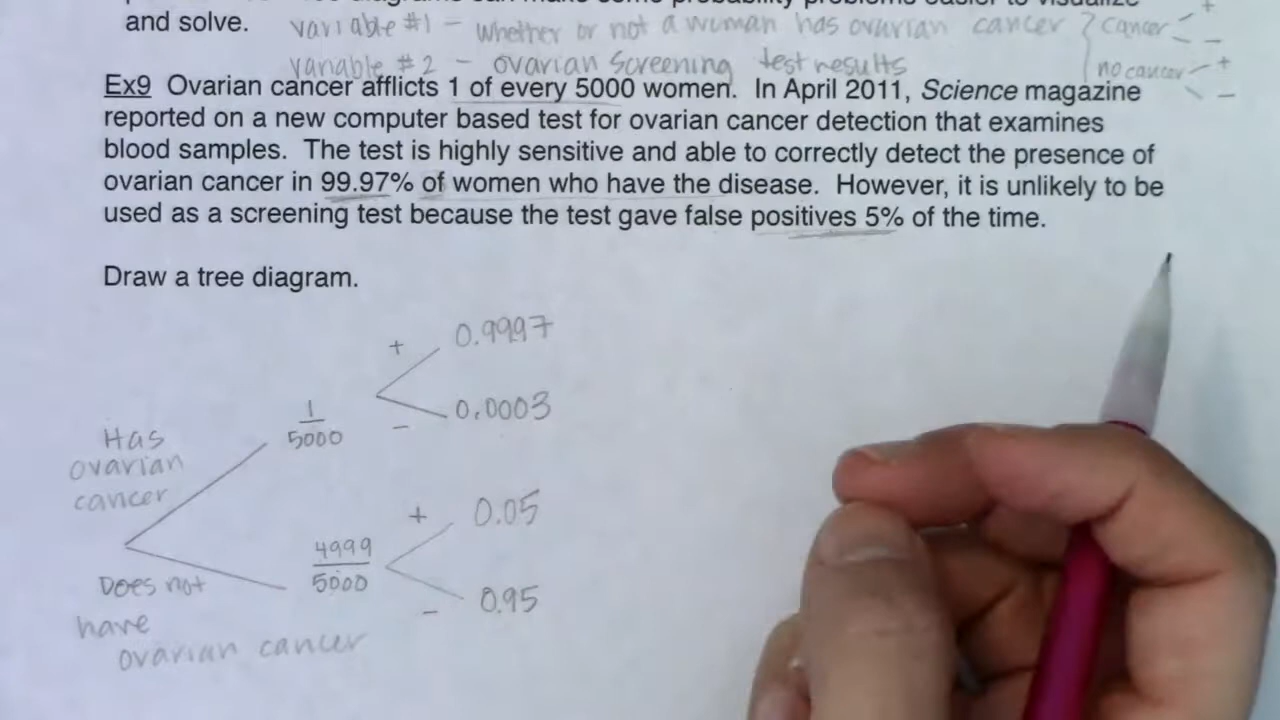 and solve. variable #1 - whether or not a woman has ovarian cancer } cancer < + -
variable #2 - ovarian screening test results no cancer < + -
Ex9 Ovarian cancer afflicts 1 of every 5000 women. In April 2011, Science magazine
reported on a new computer based test for ovarian cancer detection that examines
blood samples. The test is highly sensitive and able to correctly detect the presence of
ovarian cancer in 99.97% of women who have the disease. However, it is unlikely to be
used as a screening test because the test gave false positives 5% of the time.
Draw a tree diagram.
+ 0.9997
Has
ovarian
cancer
1/5000
- 0.0003
+ 0.05
4999/5000
Does not
have
ovarian cancer
- 0.95